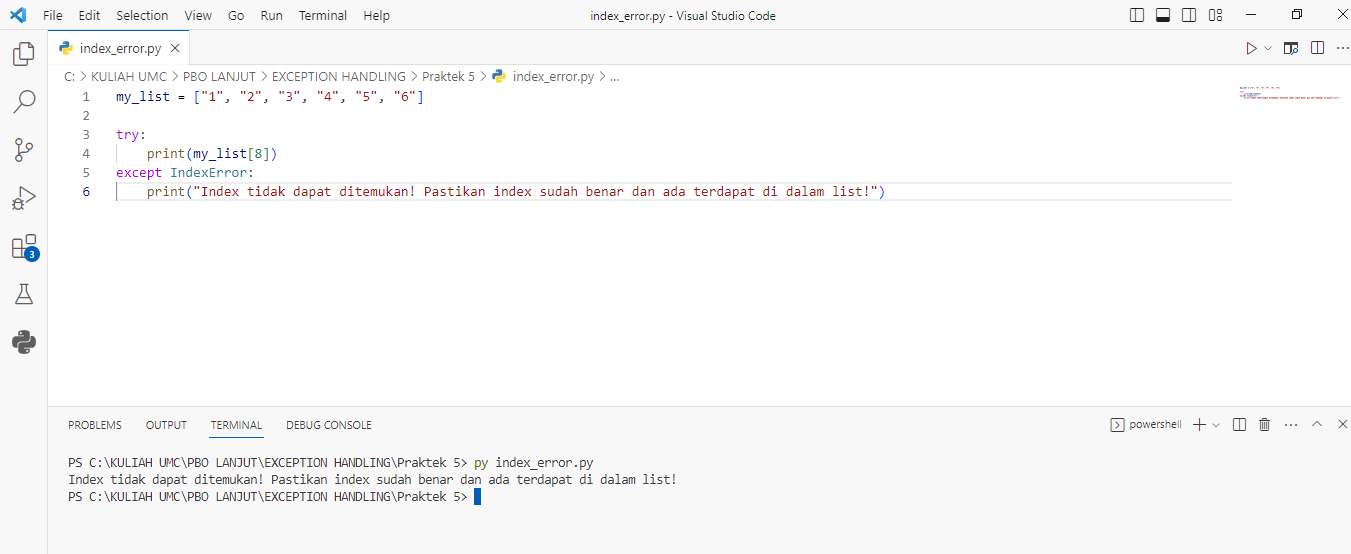 File Edit Selection View Go Run Terminal Help index_error.py - Visual Studio Code
index_error.py
C: > KULIAH UMC > PBO LANJUT > EXCEPTION HANDLING > Praktek 5 > index_error.py > ...
1 my_list = ["1", "2", "3", "4", "5", "6"]
2
3 try:
4     print(my_list[8])
5 except IndexError:
6     print("Index tidak dapat ditemukan! Pastikan index sudah benar dan ada terdapat di dalam list!")
3
PROBLEMS OUTPUT TERMINAL DEBUG CONSOLE powershell
PS C:\KULIAH UMC\PBO LANJUT\EXCEPTION HANDLING\Praktek 5> py index_error.py
Index tidak dapat ditemukan! Pastikan index sudah benar dan ada terdapat di dalam list!
PS C:\KULIAH UMC\PBO LANJUT\EXCEPTION HANDLING\Praktek 5>